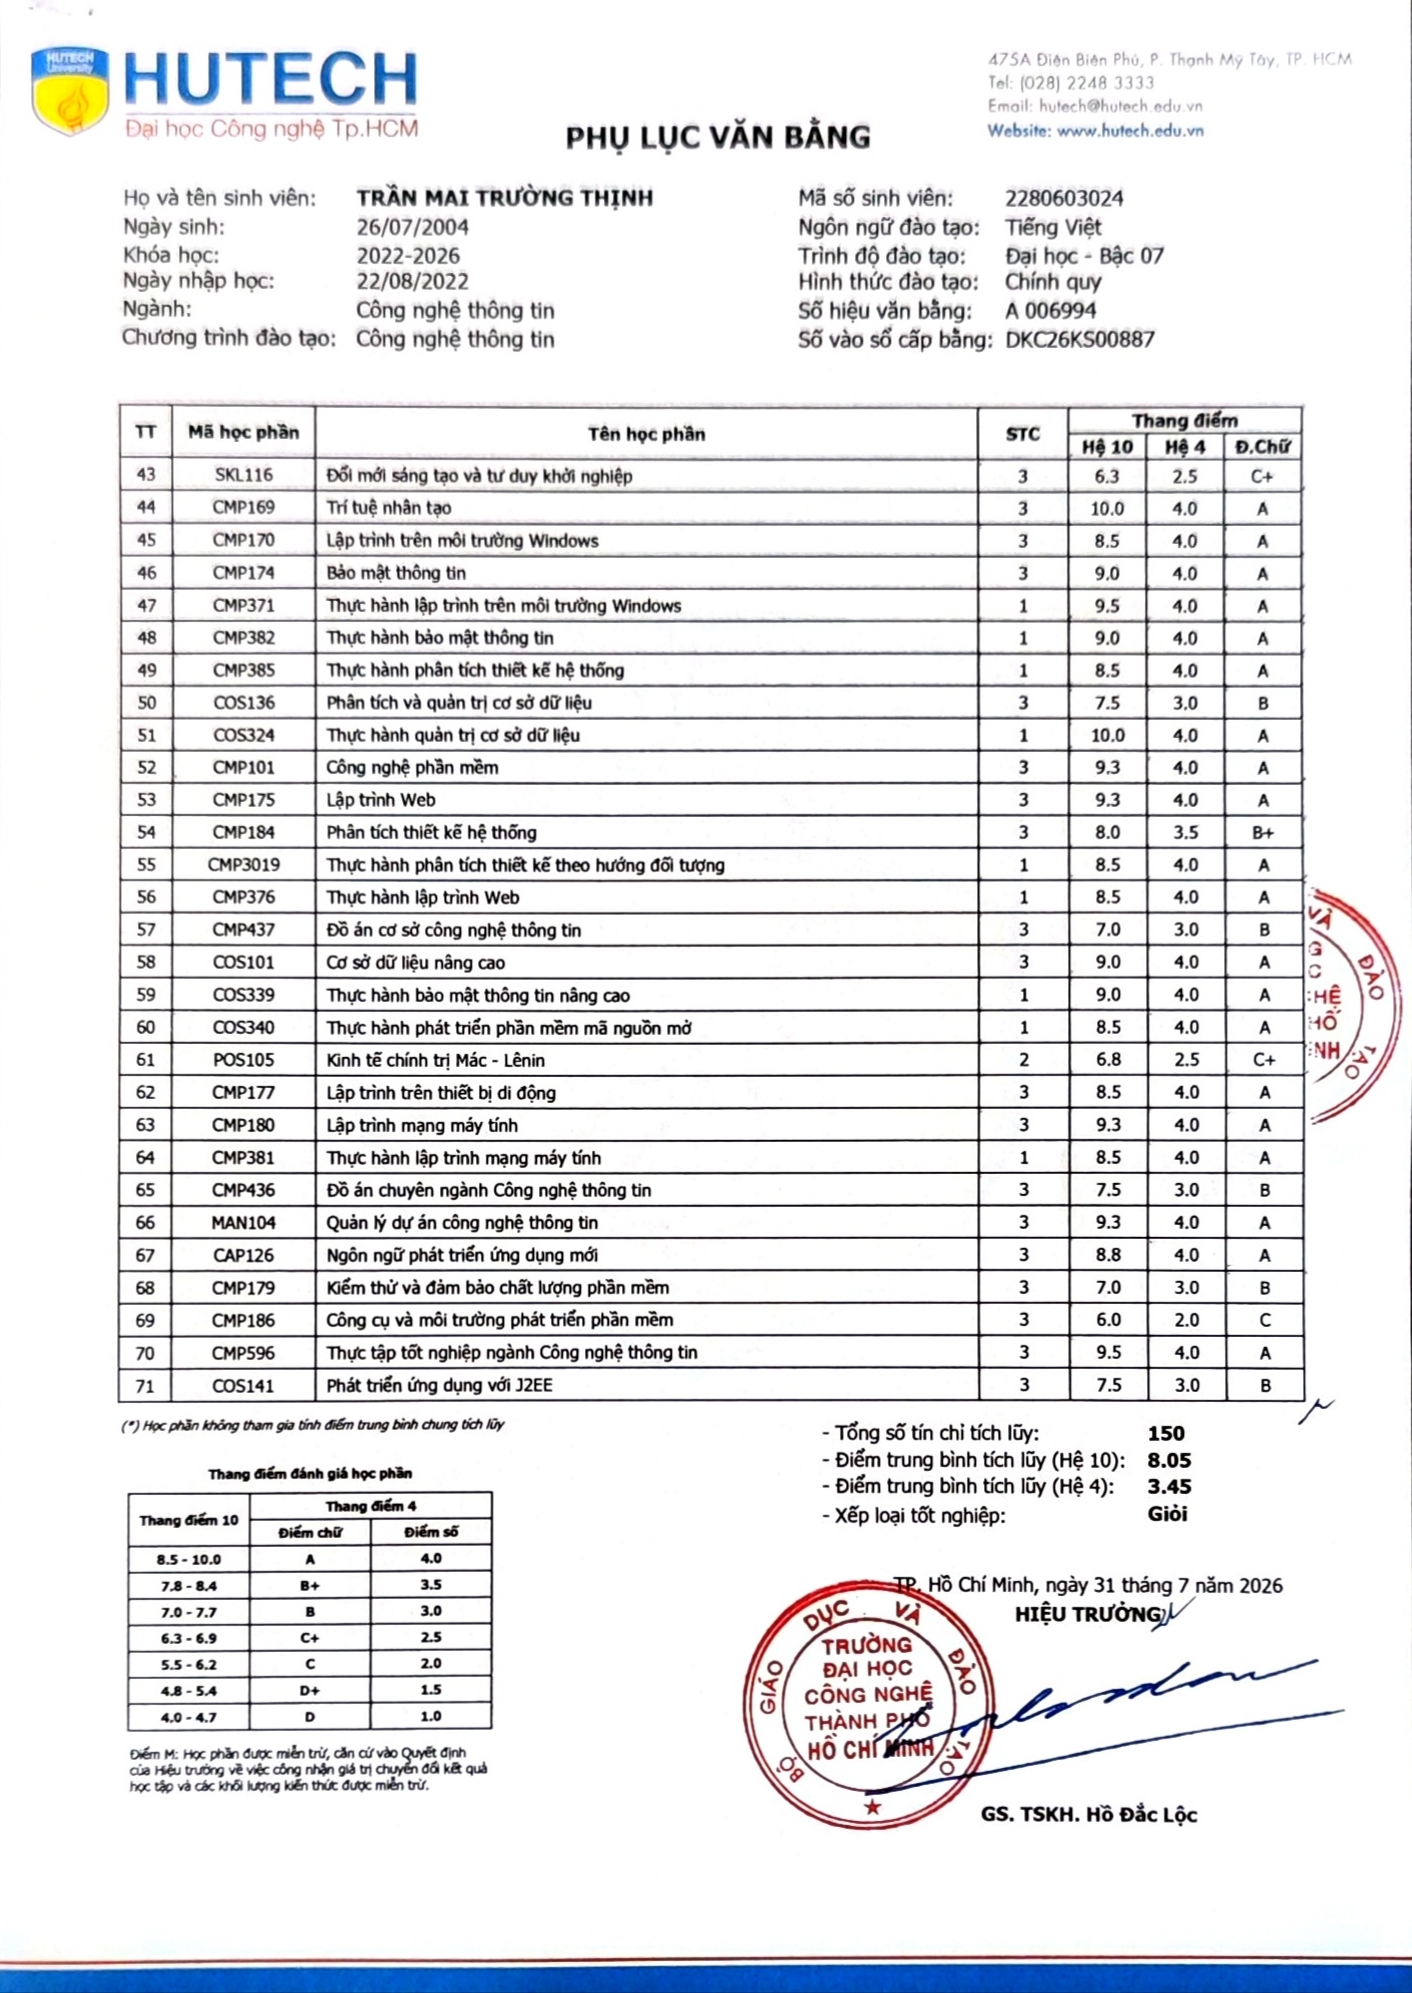 HUTECH University
HUTECH
Đại học Công nghệ Tp.HCM
475A Điện Biên Phủ, P. Thạnh Mỹ Tây, TP. HCM
Tel: (028) 2248 3333
Email: hutech@hutech.edu.vn
Website: www.hutech.edu.vn
PHỤ LỤC VĂN BẰNG
Họ và tên sinh viên: TRẦN MAI TRƯỜNG THỊNH Mã số sinh viên: 2280603024
Ngày sinh: 26/07/2004 Ngôn ngữ đào tạo: Tiếng Việt
Khóa học: 2022-2026 Trình độ đào tạo: Đại học - Bậc 07
Ngày nhập học: 22/08/2022 Hình thức đào tạo: Chính quy
Ngành: Công nghệ thông tin Số hiệu văn bằng: A 006994
Chương trình đào tạo: Công nghệ thông tin Số vào sổ cấp bằng: DKC26KS00887
TT Mã học phần Tên học phần STC Thang điểm
Hệ 10 Hệ 4 Đ.Chữ
43 SKL116 Đổi mới sáng tạo và tư duy khởi nghiệp 3 6.3 2.5 C+
44 CMP169 Trí tuệ nhân tạo 3 10.0 4.0 A
45 CMP170 Lập trình trên môi trường Windows 3 8.5 4.0 A
46 CMP174 Bảo mật thông tin 3 9.0 4.0 A
47 CMP371 Thực hành lập trình trên môi trường Windows 1 9.5 4.0 A
48 CMP382 Thực hành bảo mật thông tin 1 9.0 4.0 A
49 CMP385 Thực hành phân tích thiết kế hệ thống 1 8.5 4.0 A
50 COS136 Phân tích và quản trị cơ sở dữ liệu 3 7.5 3.0 B
51 COS324 Thực hành quản trị cơ sở dữ liệu 1 10.0 4.0 A
52 CMP101 Công nghệ phần mềm 3 9.3 4.0 A
53 CMP175 Lập trình Web 3 9.3 4.0 A
54 CMP184 Phân tích thiết kế hệ thống 3 8.0 3.5 B+
55 CMP3019 Thực hành phân tích thiết kế theo hướng đối tượng 1 8.5 4.0 A
56 CMP376 Thực hành lập trình Web 1 8.5 4.0 A
57 CMP437 Đồ án cơ sở công nghệ thông tin 3 7.0 3.0 B
58 COS101 Cơ sở dữ liệu nâng cao 3 9.0 4.0 A
59 COS339 Thực hành bảo mật thông tin nâng cao 1 9.0 4.0 A
60 COS340 Thực hành phát triển phần mềm mã nguồn mở 1 8.5 4.0 A
61 POS105 Kinh tế chính trị Mác - Lênin 2 6.8 2.5 C+
62 CMP177 Lập trình trên thiết bị di động 3 8.5 4.0 A
63 CMP180 Lập trình mạng máy tính 3 9.3 4.0 A
64 CMP381 Thực hành lập trình mạng máy tính 1 8.5 4.0 A
65 CMP436 Đồ án chuyên ngành Công nghệ thông tin 3 7.5 3.0 B
66 MAN104 Quản lý dự án công nghệ thông tin 3 9.3 4.0 A
67 CAP126 Ngôn ngữ phát triển ứng dụng mới 3 8.8 4.0 A
68 CMP179 Kiểm thử và đảm bảo chất lượng phần mềm 3 7.0 3.0 B
69 CMP186 Công cụ và môi trường phát triển phần mềm 3 6.0 2.0 C
70 CMP596 Thực tập tốt nghiệp ngành Công nghệ thông tin 3 9.5 4.0 A
71 COS141 Phát triển ứng dụng với J2EE 3 7.5 3.0 B
VÀ ĐÀO TẠO
HỆ
HỒ
INH
(*) Học phần không tham gia tính điểm trung bình chung tích lũy
- Tổng số tín chỉ tích lũy: 150
- Điểm trung bình tích lũy (Hệ 10): 8.05
- Điểm trung bình tích lũy (Hệ 4): 3.45
- Xếp loại tốt nghiệp: Giỏi
Thang điểm đánh giá học phần
Thang điểm 10 Thang điểm 4
Điểm chữ Điểm số
8.5 - 10.0 A 4.0
7.8 - 8.4 B+ 3.5
7.0 - 7.7 B 3.0
6.3 - 6.9 C+ 2.5
5.5 - 6.2 C 2.0
4.8 - 5.4 D+ 1.5
4.0 - 4.7 D 1.0
Điểm M: Học phần được miễn trừ, căn cứ vào Quyết định
của Hiệu trưởng về việc công nhận giá trị chuyển đổi kết quả
học tập và các khối lượng kiến thức được miễn trừ.
TP. Hồ Chí Minh, ngày 31 tháng 7 năm 2026
HIỆU TRƯỞNG
BỘ GIÁO DỤC VÀ ĐÀO TẠO
TRƯỜNG
ĐẠI HỌC
CÔNG NGHỆ
THÀNH PHỐ
HỒ CHÍ MINH
GS. TSKH. Hồ Đắc Lộc